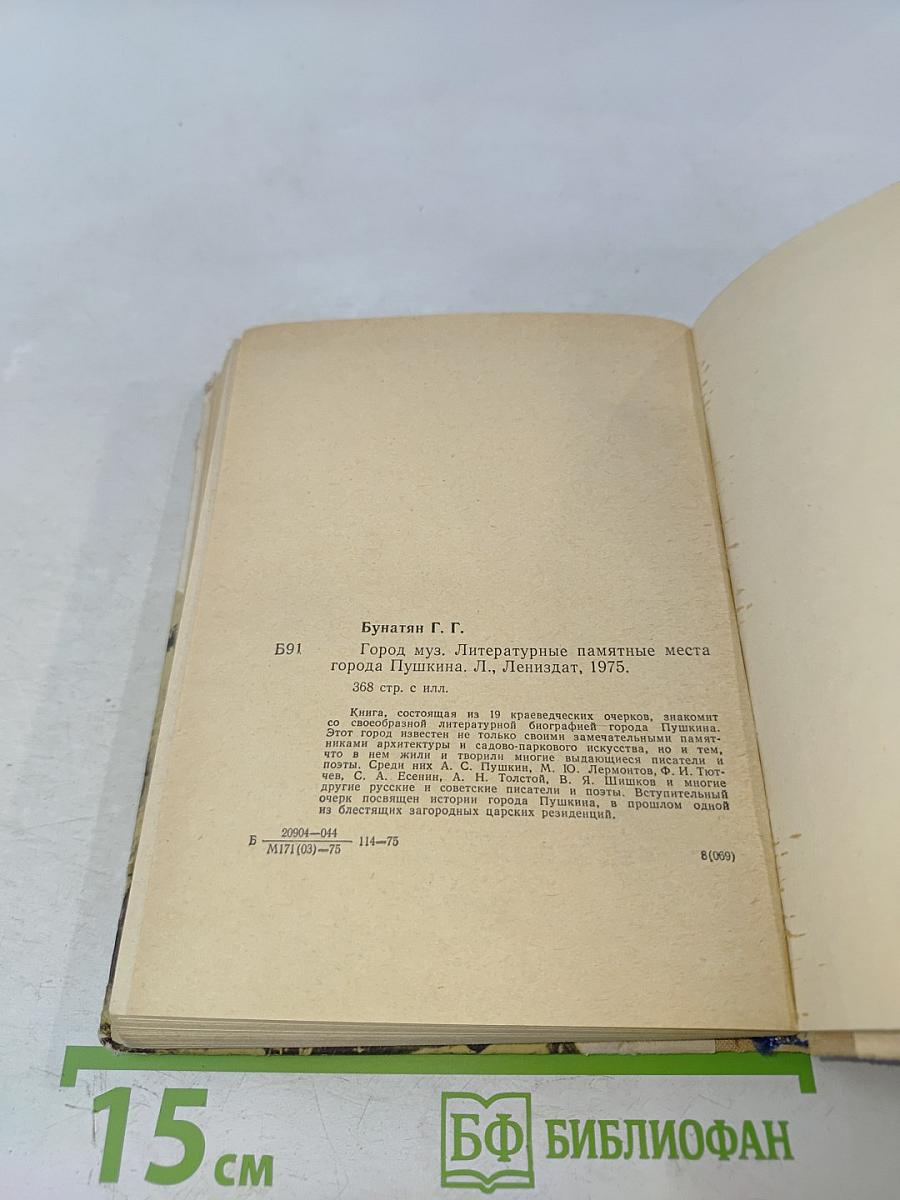 Бунатян Г. Г.
Б91 Город муз. Литературные памятные места
города Пушкина. Л., Лениздат, 1975.
368 стр. с илл.
Книга, состоящая из 19 краеведческих очерков, знакомит
со своеобразной литературной биографией города Пушкина.
Этот город известен не только своими замечательными памят-
никами архитектуры и садово-паркового искусства, но и тем,
что в нем жили и творили многие выдающиеся писатели и
поэты. Среди них А. С. Пушкин, М. Ю. Лермонтов, Ф. И. Тют-
чев, С. А. Есенин, А. Н. Толстой, В. Я. Шишков и многие
другие русские и советские писатели и поэты. Вступительный
очерк посвящен истории города Пушкина, в прошлом одной
из блестящих загородных царских резиденций.
20904—044
Б М171(03)—75 114—75
8(069)
15 см БФ БИБЛИОФАН